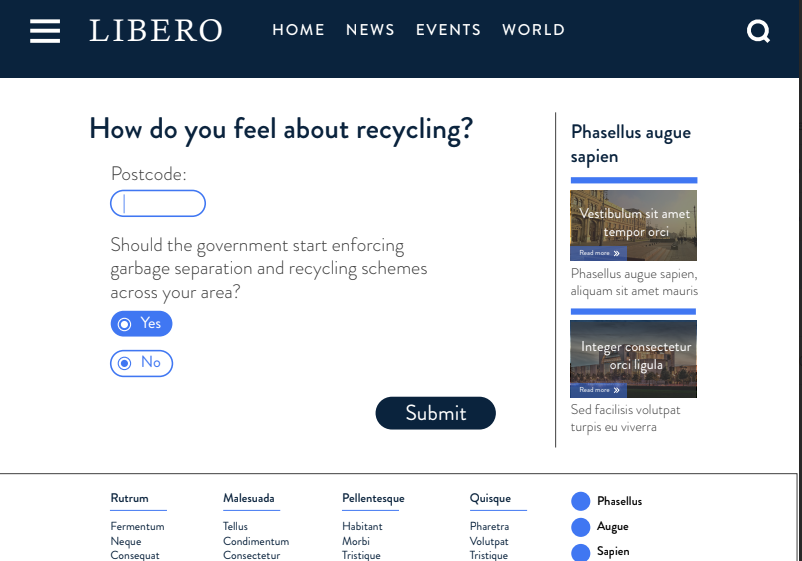 LIBERO
HOME NEWS EVENTS WORLD
How do you feel about recycling?
Postcode:
Should the government start enforcing
garbage separation and recycling schemes
across your area?
Yes
No
Submit
Phasellus augue
sapien
Vestibulum sit amet
tempor orci
Read more »
Phasellus augue sapien,
aliquam sit amet mauris
Integer consectetur
orci ligula
Read more »
Sed facilisis volutpat
turpis eu viverra
Rutrum
Fermentum
Neque
Consequat
Malesuada
Tellus
Condimentum
Consectetur
Pellentesque
Habitant
Morbi
Tristique
Quisque
Pharetra
Volutpat
Tristique
Phasellus
Augue
Sapien